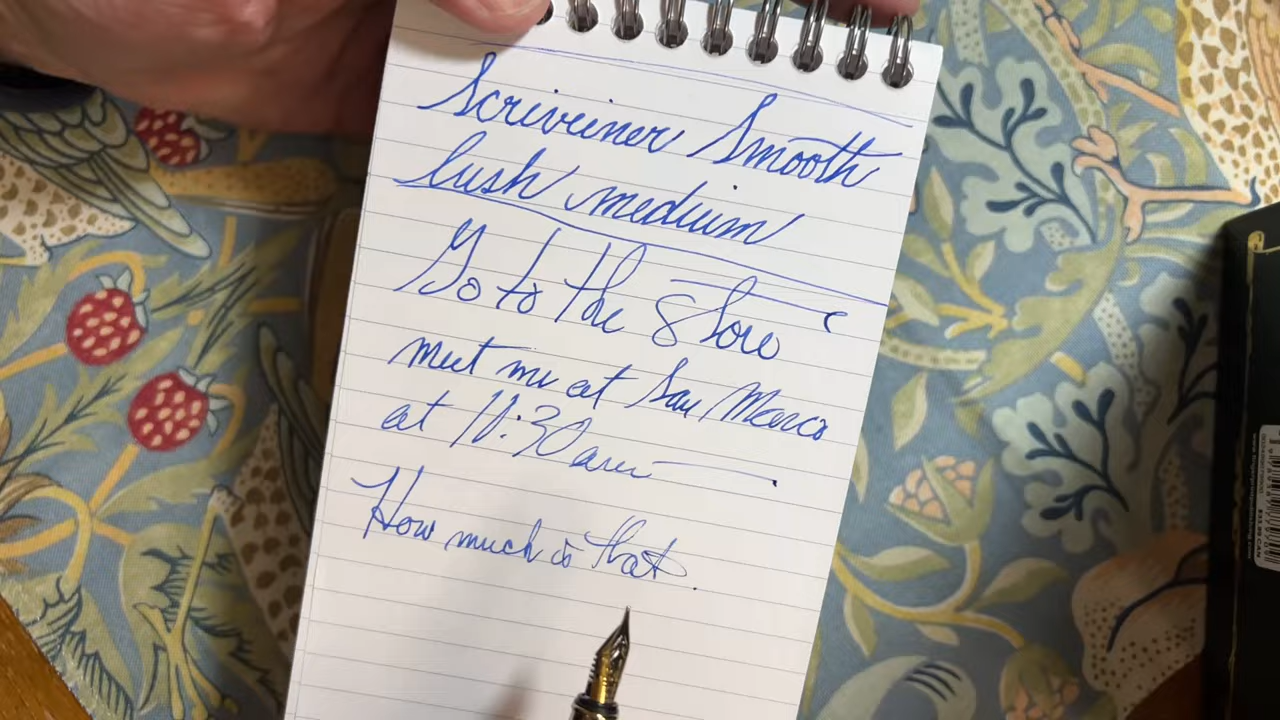 Scriveiner Smooth
lush medium
Go to the Store
meet me at San Marco
at 11:30 am
How much is that.